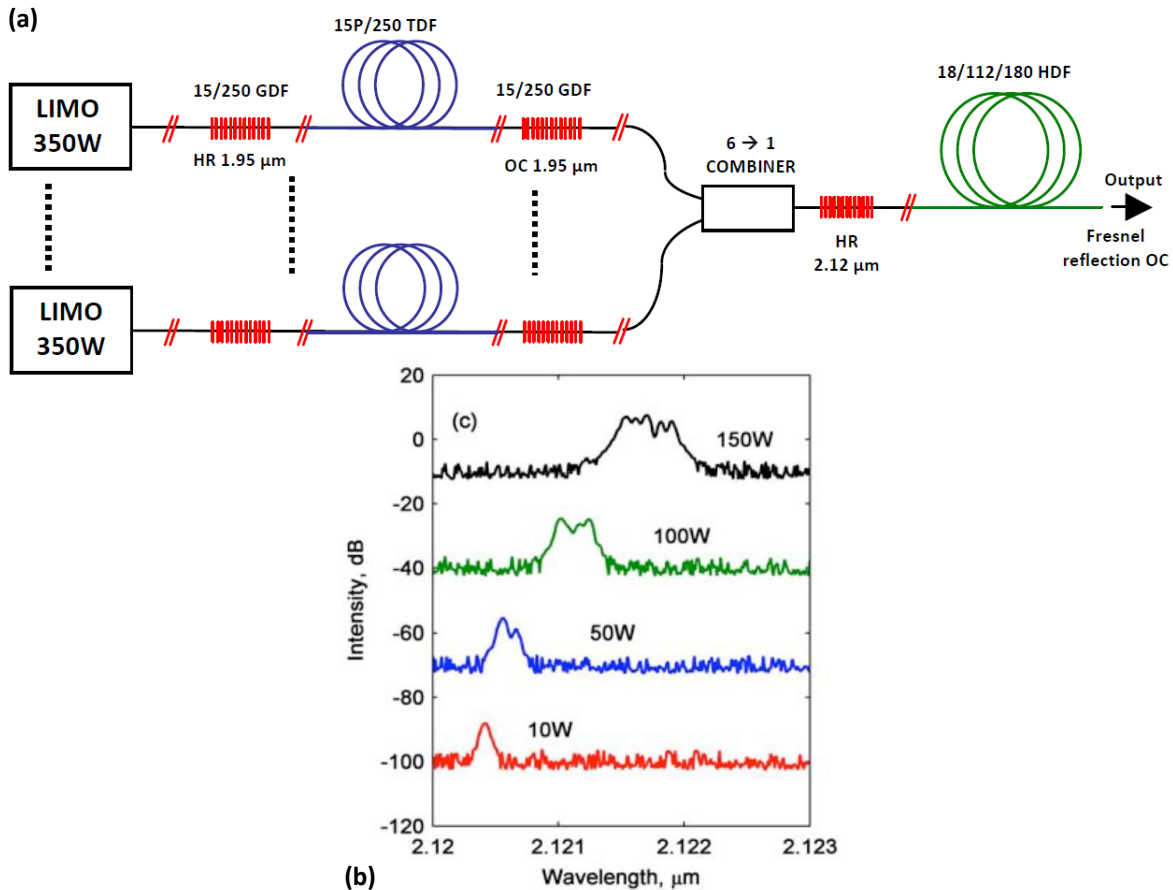 (a)
15P/250 TDF
18/112/180 HDF
15/250 GDF
15/250 GDF
LIMO
350W
HR 1.95 µm
OC 1.95 µm
6 → 1
COMBINER
Output
HR
2.12 µm
Fresnel
reflection OC
LIMO
350W
20
(c)
150W
0
-20
100W
-40
Intensity, dB
50W
-60
-80
10W
-100
-120
2.12
2.121
2.122
2.123
Wavelength, µm
(b)